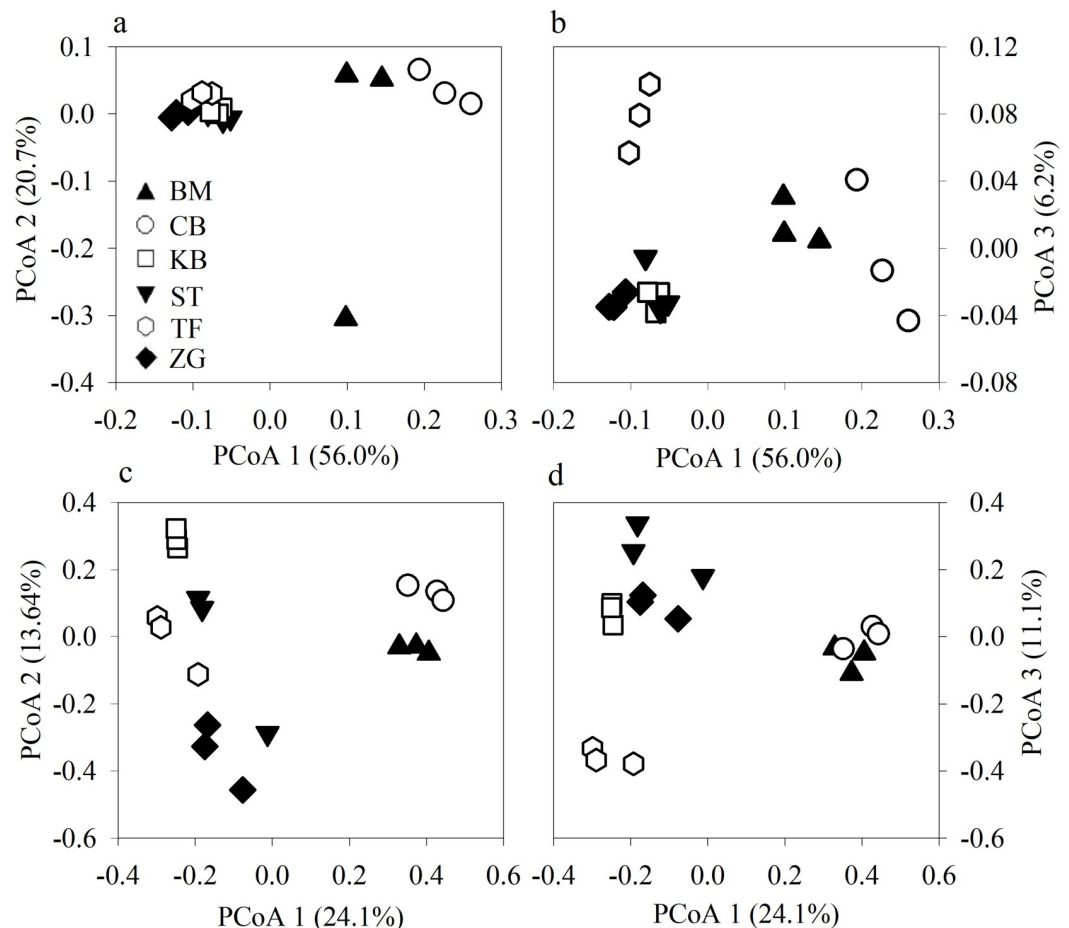 a
0.1
0.0
-0.1
-0.2
-0.3
-0.4
PCoA 2 (20.7%)
BM
CB
KB
ST
TF
ZG
-0.2 -0.1 0.0 0.1 0.2 0.3
PCoA 1 (56.0%)
b
0.12
0.08
0.04
0.00
-0.04
-0.08
PCoA 3 (6.2%)
-0.2 -0.1 0.0 0.1 0.2 0.3
PCoA 1 (56.0%)
c
0.4
0.2
0.0
-0.2
-0.4
-0.6
PCoA 2 (13.64%)
-0.4 -0.2 0.0 0.2 0.4 0.6
PCoA 1 (24.1%)
d
0.4
0.2
0.0
-0.2
-0.4
-0.6
PCoA 3 (11.1%)
-0.4 -0.2 0.0 0.2 0.4 0.6
PCoA 1 (24.1%)